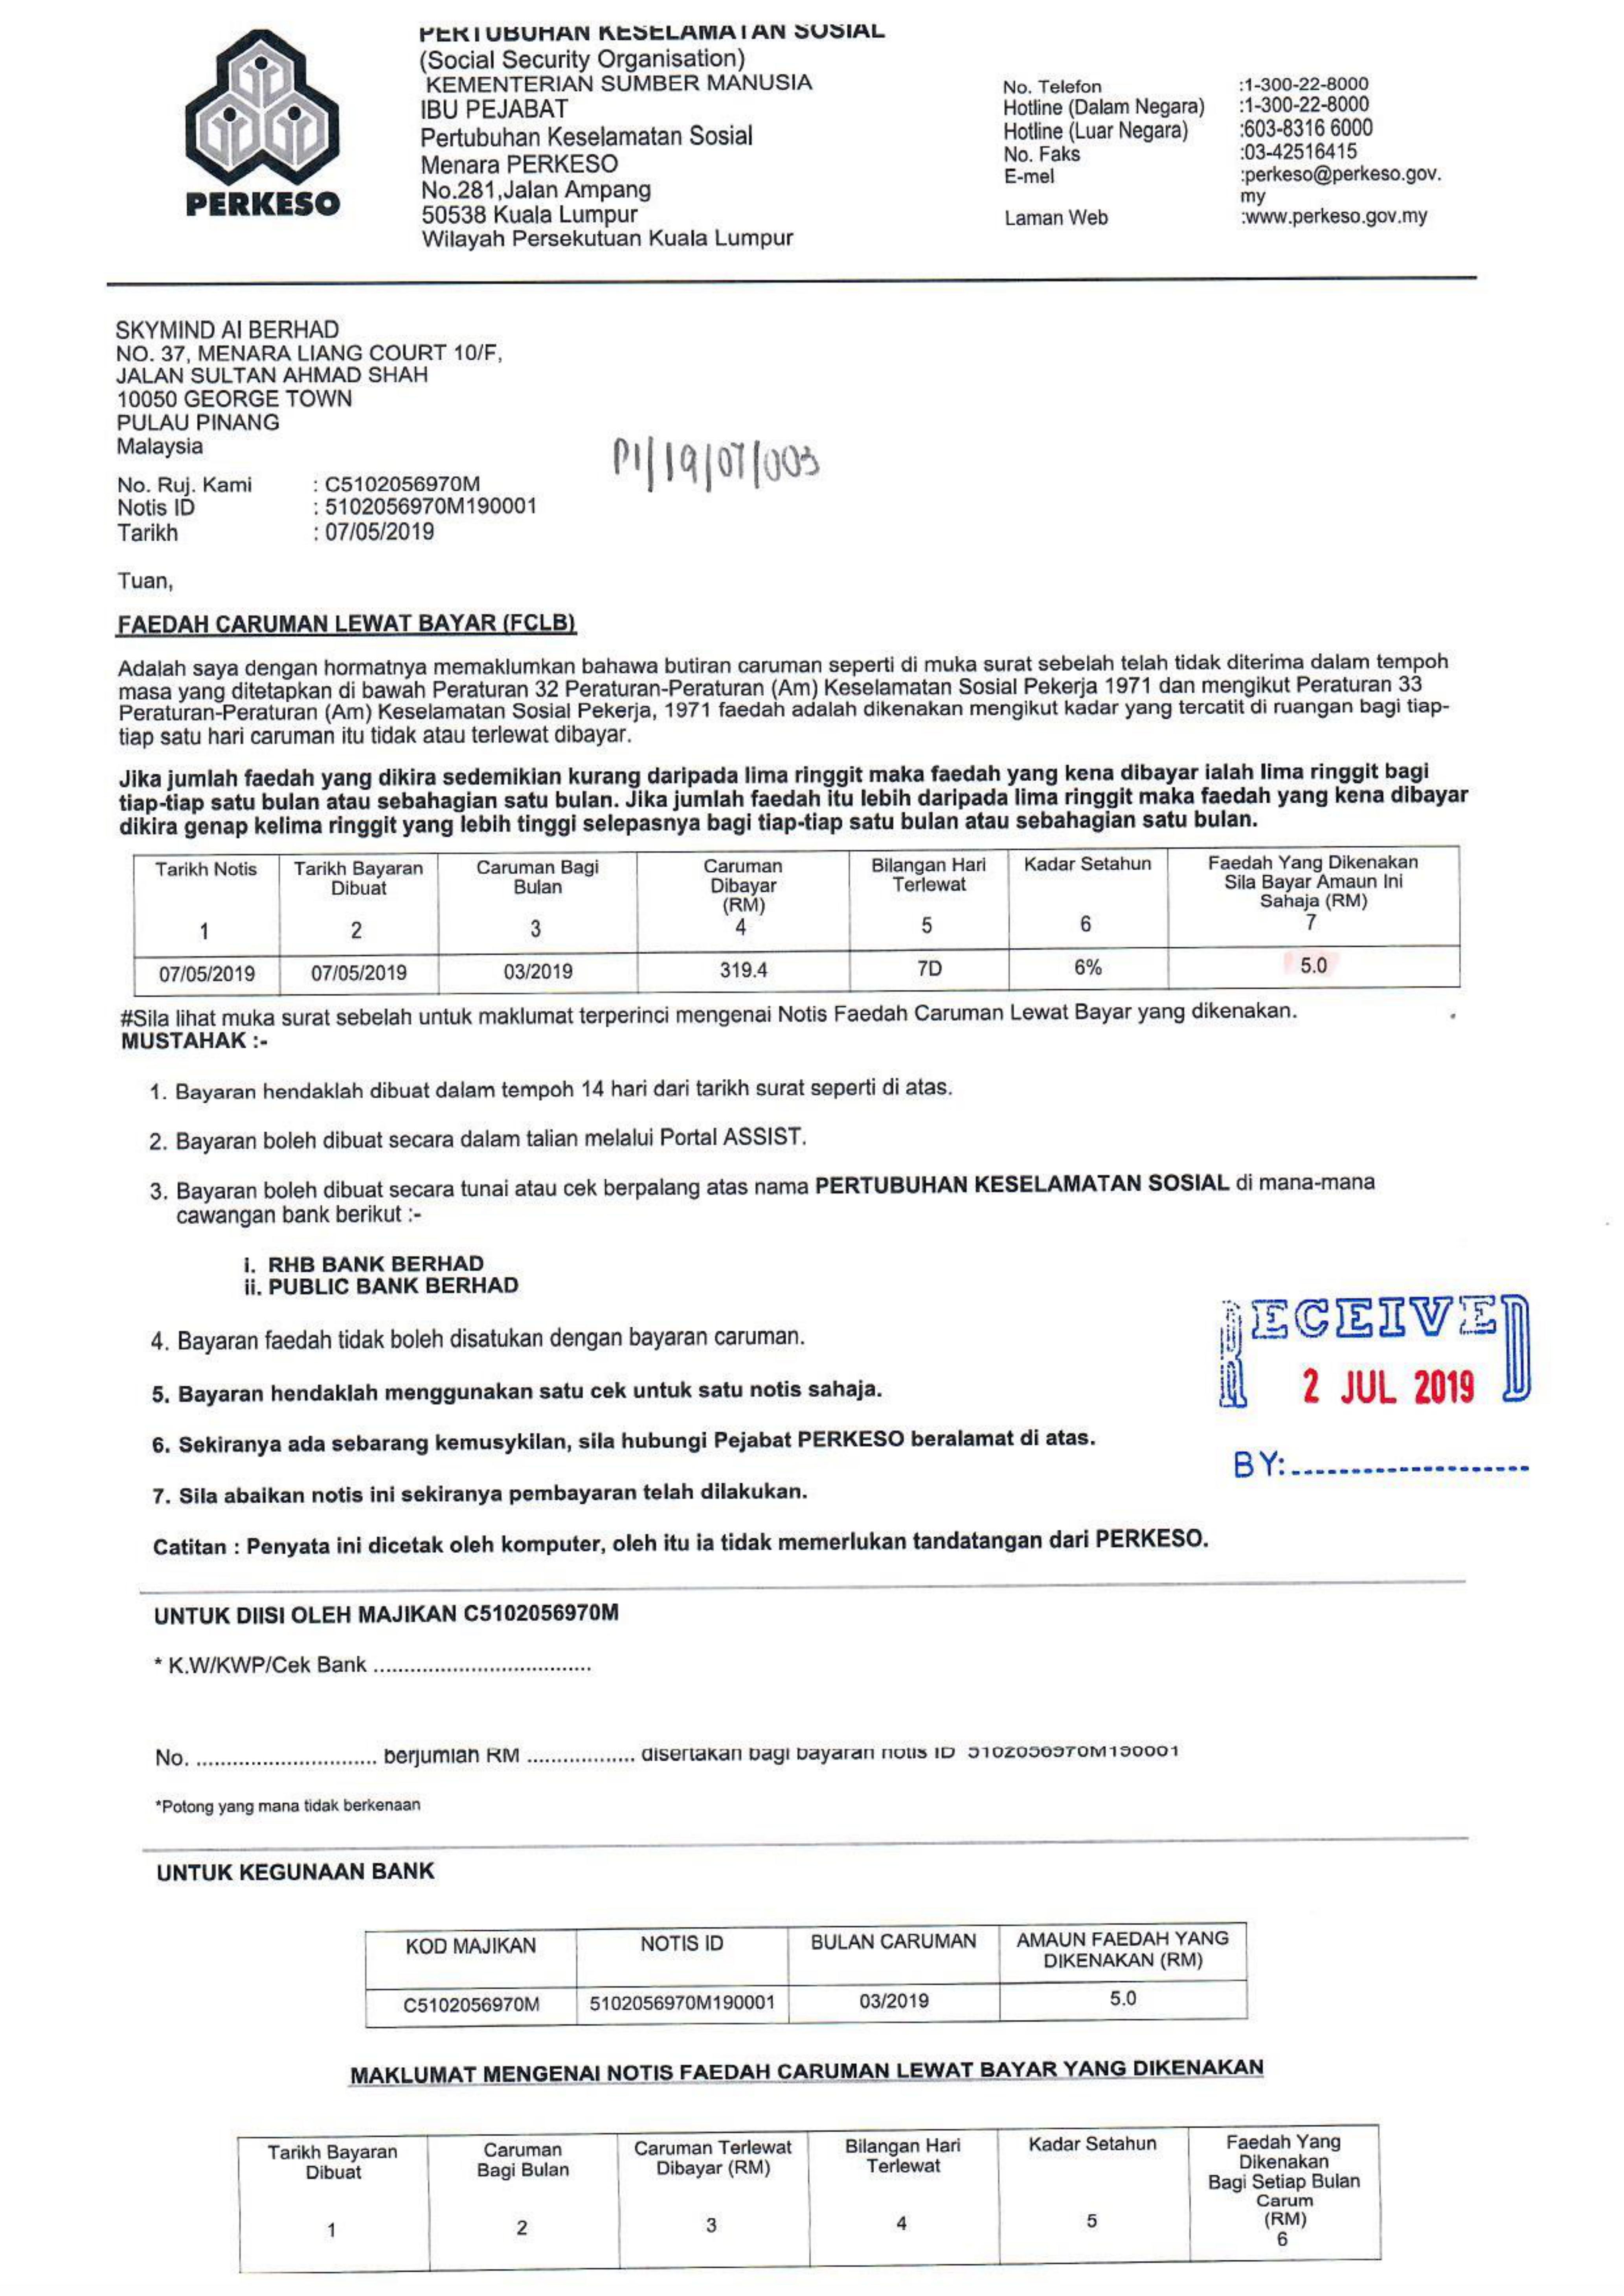 PERTUBUHAN KESELAMATAN SOSIAL
(Social Security Organisation)
KEMENTERIAN SUMBER MANUSIA
IBU PEJABAT
Pertubuhan Keselamatan Sosial
Menara PERKESO
No.281,Jalan Ampang
50538 Kuala Lumpur
Wilayah Persekutuan Kuala Lumpur
PERKESO
No. Telefon :1-300-22-8000
Hotline (Dalam Negara) :1-300-22-8000
Hotline (Luar Negara) :603-8316 6000
No. Faks :03-42516415
E-mel :perkeso@perkeso.gov.
my
Laman Web :www.perkeso.gov.my
SKYMIND AI BERHAD
NO. 37, MENARA LIANG COURT 10/F,
JALAN SULTAN AHMAD SHAH
10050 GEORGE TOWN
PULAU PINANG
Malaysia
PI/19/07/003
No. Ruj. Kami : C5102056970M
Notis ID : 5102056970M190001
Tarikh : 07/05/2019
Tuan,
FAEDAH CARUMAN LEWAT BAYAR (FCLB)
Adalah saya dengan hormatnya memaklumkan bahawa butiran caruman seperti di muka surat sebelah telah tidak diterima dalam tempoh
masa yang ditetapkan di bawah Peraturan 32 Peraturan-Peraturan (Am) Keselamatan Sosial Pekerja 1971 dan mengikut Peraturan 33
Peraturan-Peraturan (Am) Keselamatan Sosial Pekerja, 1971 faedah adalah dikenakan mengikut kadar yang tercatit di ruangan bagi tiap-
tiap satu hari caruman itu tidak atau terlewat dibayar.
Jika jumlah faedah yang dikira sedemikian kurang daripada lima ringgit maka faedah yang kena dibayar ialah lima ringgit bagi
tiap-tiap satu bulan atau sebahagian satu bulan. Jika jumlah faedah itu lebih daripada lima ringgit maka faedah yang kena dibayar
dikira genap kelima ringgit yang lebih tinggi selepasnya bagi tiap-tiap satu bulan atau sebahagian satu bulan.
Tarikh Notis Tarikh Bayaran Caruman Bagi Caruman Bilangan Hari Kadar Setahun Faedah Yang Dikenakan
Dibuat Bulan Dibayar Terlewat Sila Bayar Amaun Ini
(RM) Sahaja (RM)
1 2 3 4 5 6 7
07/05/2019 07/05/2019 03/2019 319.4 7D 6% 5.0
#Sila lihat muka surat sebelah untuk maklumat terperinci mengenai Notis Faedah Caruman Lewat Bayar yang dikenakan.
MUSTAHAK :-
1. Bayaran hendaklah dibuat dalam tempoh 14 hari dari tarikh surat seperti di atas.
2. Bayaran boleh dibuat secara dalam talian melalui Portal ASSIST.
3. Bayaran boleh dibuat secara tunai atau cek berpalang atas nama PERTUBUHAN KESELAMATAN SOSIAL di mana-mana
cawangan bank berikut :-
i. RHB BANK BERHAD
ii. PUBLIC BANK BERHAD
4. Bayaran faedah tidak boleh disatukan dengan bayaran caruman.
5. Bayaran hendaklah menggunakan satu cek untuk satu notis sahaja.
6. Sekiranya ada sebarang kemusykilan, sila hubungi Pejabat PERKESO beralamat di atas.
7. Sila abaikan notis ini sekiranya pembayaran telah dilakukan.
RECEIVED
2 JUL 2019
BY:......................
Catitan : Penyata ini dicetak oleh komputer, oleh itu ia tidak memerlukan tandatangan dari PERKESO.
UNTUK DIISI OLEH MAJIKAN C5102056970M
* K.W/KWP/Cek Bank ...................................
No. ............................. berjumlah RM .................. disertakan bagi bayaran notis ID 5102056970M190001
*Potong yang mana tidak berkenaan
UNTUK KEGUNAAN BANK
KOD MAJIKAN NOTIS ID BULAN CARUMAN AMAUN FAEDAH YANG
DIKENAKAN (RM)
C5102056970M 5102056970M190001 03/2019 5.0
MAKLUMAT MENGENAI NOTIS FAEDAH CARUMAN LEWAT BAYAR YANG DIKENAKAN
Tarikh Bayaran Caruman Caruman Terlewat Bilangan Hari Kadar Setahun Faedah Yang
Dibuat Bagi Bulan Dibayar (RM) Terlewat Dikenakan
Bagi Setiap Bulan
Carum
(RM)
1 2 3 4 5 6